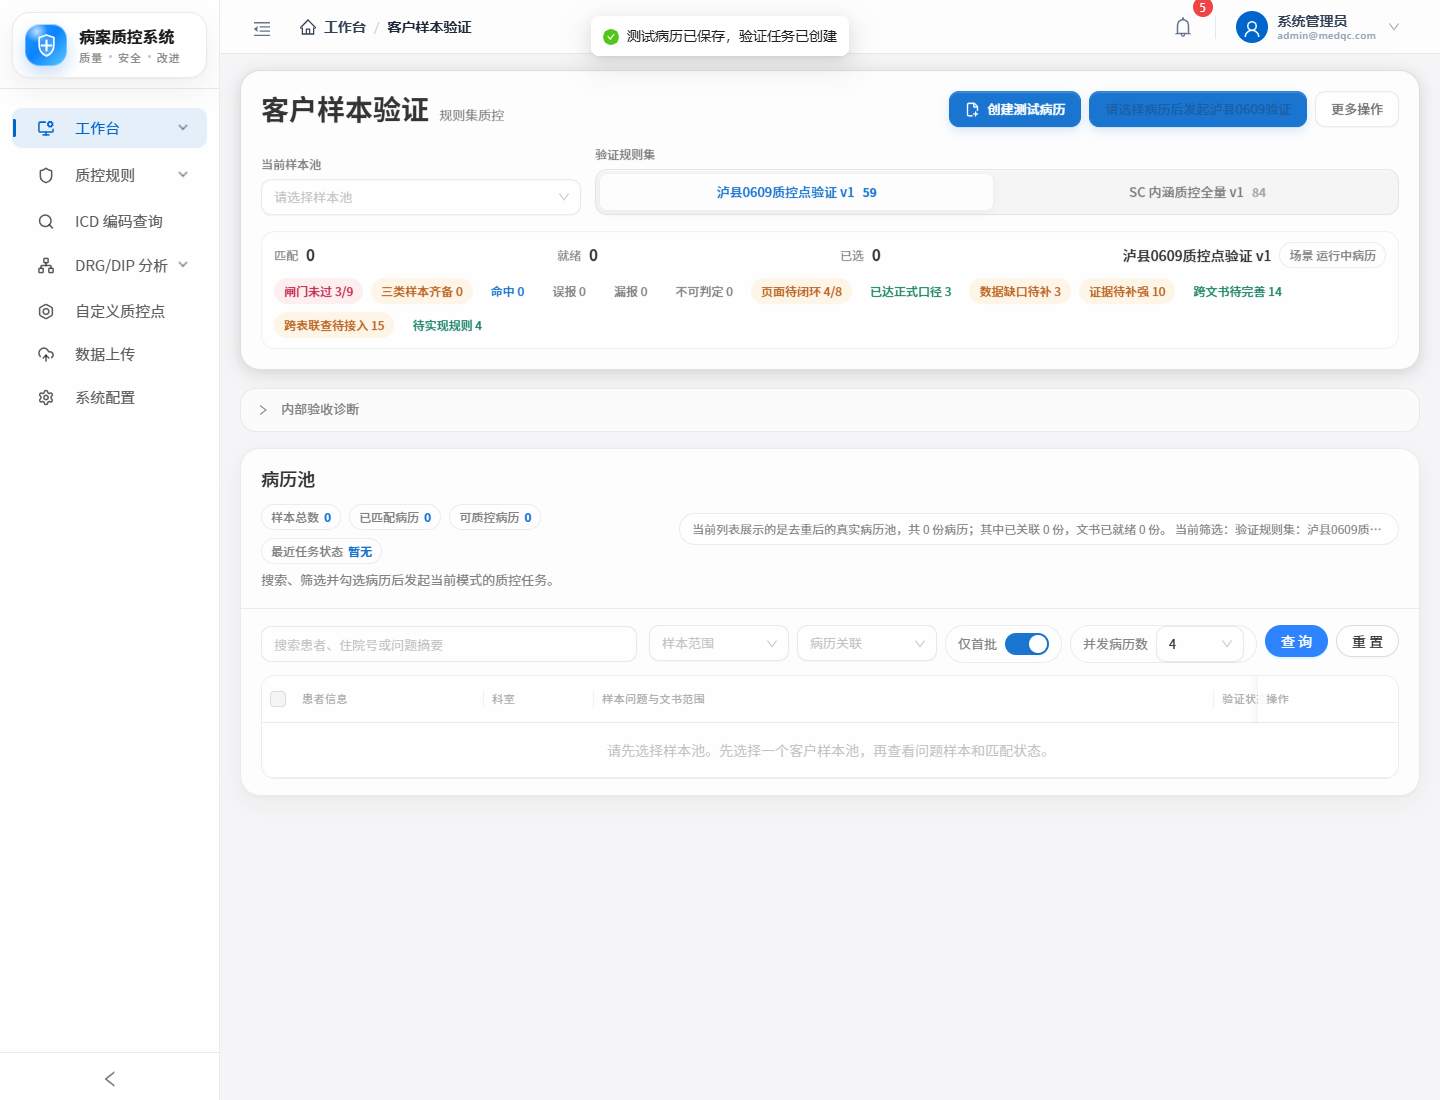 病案质控系统
质量 • 安全 • 改进
工作台
质控规则
ICD 编码查询
DRG/DIP 分析
自定义质控点
数据上传
系统配置
工作台 / 客户样本验证
测试病历已保存，验证任务已创建
5
系统管理员
admin@medqc.com
客户样本验证 规则集质控
创建测试病历
请选择病历后发起泸县0609验证
更多操作
当前样本池
请选择样本池
验证规则集
泸县0609质控点验证 v1 59
SC 内涵质控全量 v1 84
匹配 0
就绪 0
已选 0
泸县0609质控点验证 v1 场景 运行中病历
闸门未过 3/9 三类样本齐备 0 命中 0 误报 0 漏报 0 不可判定 0 页面待闭环 4/8 已达正式口径 3 数据缺口待补 3 证据待补强 10 跨文书待完善 14
跨表联查待接入 15 待实现规则 4
内部验收诊断
病历池
样本总数 0 已匹配病历 0 可质控病历 0
最近任务状态 暂无
搜索、筛选并勾选病历后发起当前模式的质控任务。
当前列表展示的是去重后的真实病历池，共 0 份病历；其中已关联 0 份，文书已就绪 0 份。 当前筛选：验证规则集：泸县0609质…
搜索患者、住院号或问题摘要
样本范围
病历关联
仅首批
并发病历数 4
查 询
重 置
患者信息 科室 样本问题与文书范围 验证状 操作
请先选择样本池。先选择一个客户样本池，再查看问题样本和匹配状态。